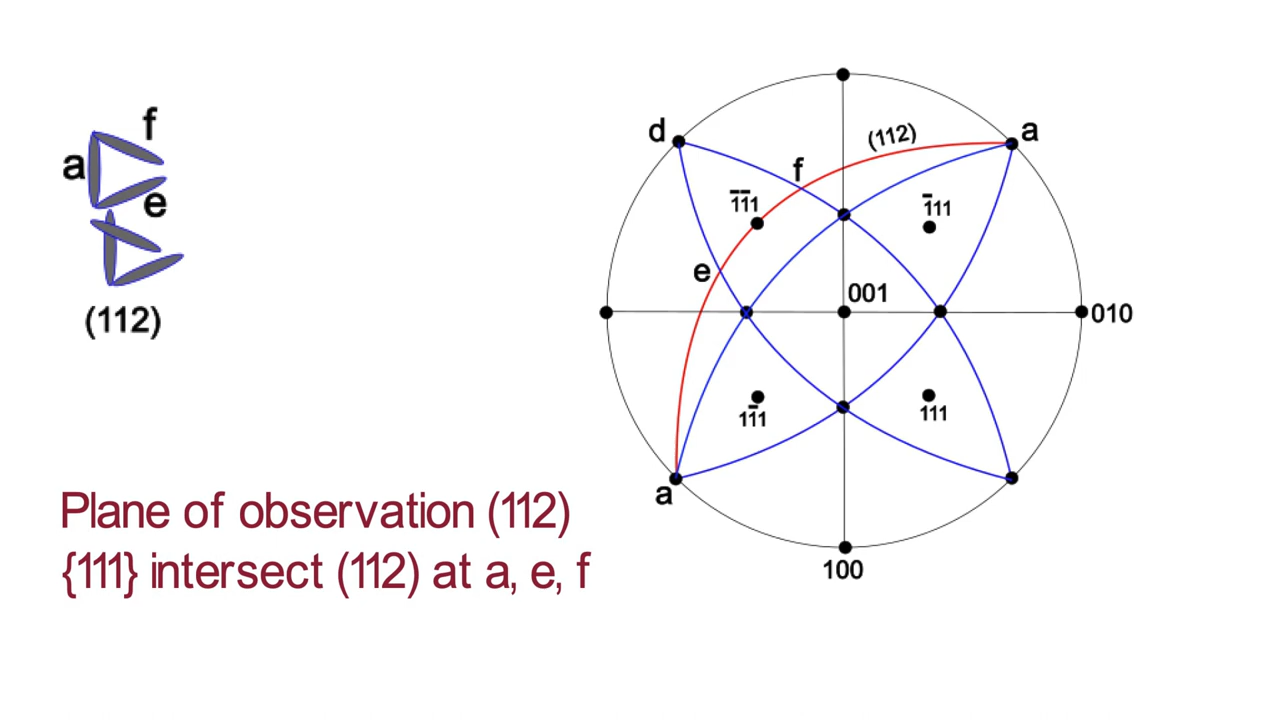 f
a
e
(112)
Plane of observation (112)
{111} intersect (112) at a, e, f
d
(112)
a
f
1̅1̅1
1̅11
e
001
010
11̅1
111
a
100